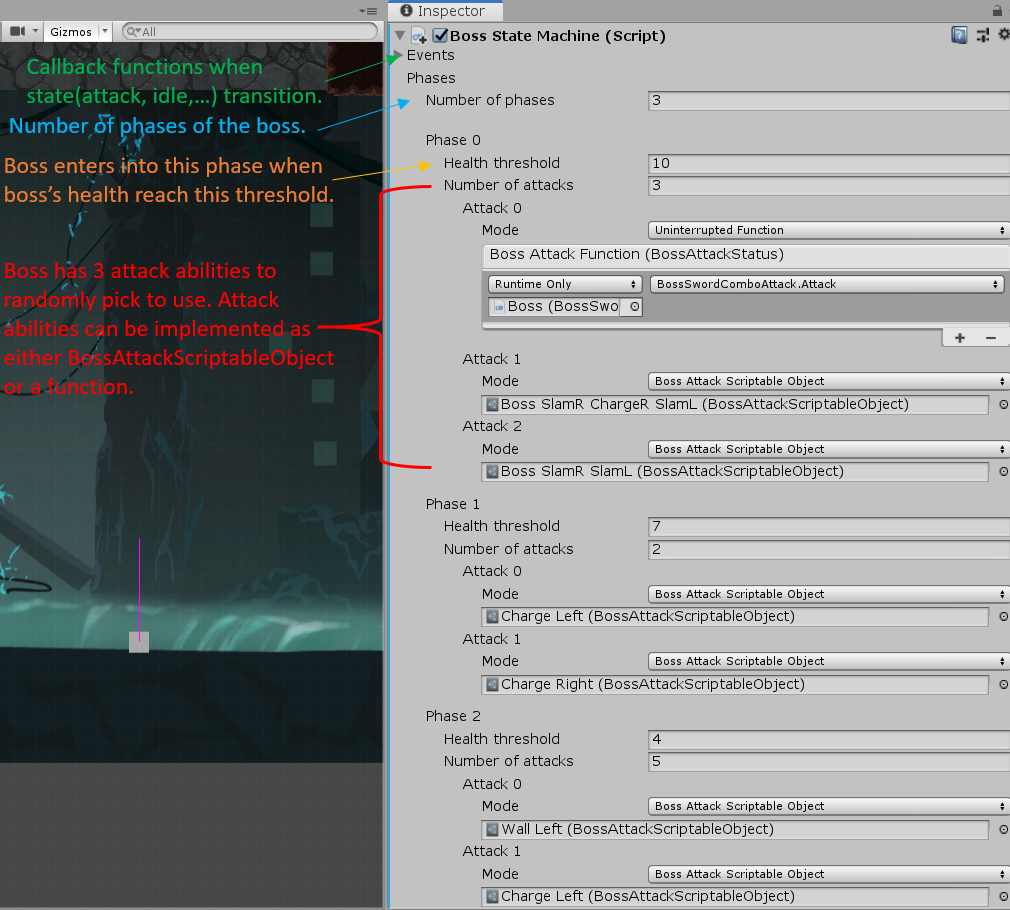 Inspector
Gizmos
All
Boss State Machine (Script)
Callback functions when
state(attack, idle,...) transition.
Number of phases of the boss.
Boss enters into this phase when
boss's health reach this threshold.
Boss has 3 attack abilities to
randomly pick to use. Attack
abilities can be implemented as
either BossAttackScriptableObject
or a function.
Events
Phases
Number of phases 3
Phase 0
Health threshold 10
Number of attacks 3
Attack 0
Mode Uninterrupted Function
Boss Attack Function (BossAttackStatus)
Runtime Only BossSwordComboAttack.Attack
Boss (BossSwo
Attack 1
Mode Boss Attack Scriptable Object
Boss SlamR ChargeR SlamL (BossAttackScriptableObject)
Attack 2
Mode Boss Attack Scriptable Object
Boss SlamR SlamL (BossAttackScriptableObject)
Phase 1
Health threshold 7
Number of attacks 2
Attack 0
Mode Boss Attack Scriptable Object
Charge Left (BossAttackScriptableObject)
Attack 1
Mode Boss Attack Scriptable Object
Charge Right (BossAttackScriptableObject)
Phase 2
Health threshold 4
Number of attacks 5
Attack 0
Mode Boss Attack Scriptable Object
Wall Left (BossAttackScriptableObject)
Attack 1
Mode Boss Attack Scriptable Object
Charge Left (BossAttackScriptableObject)